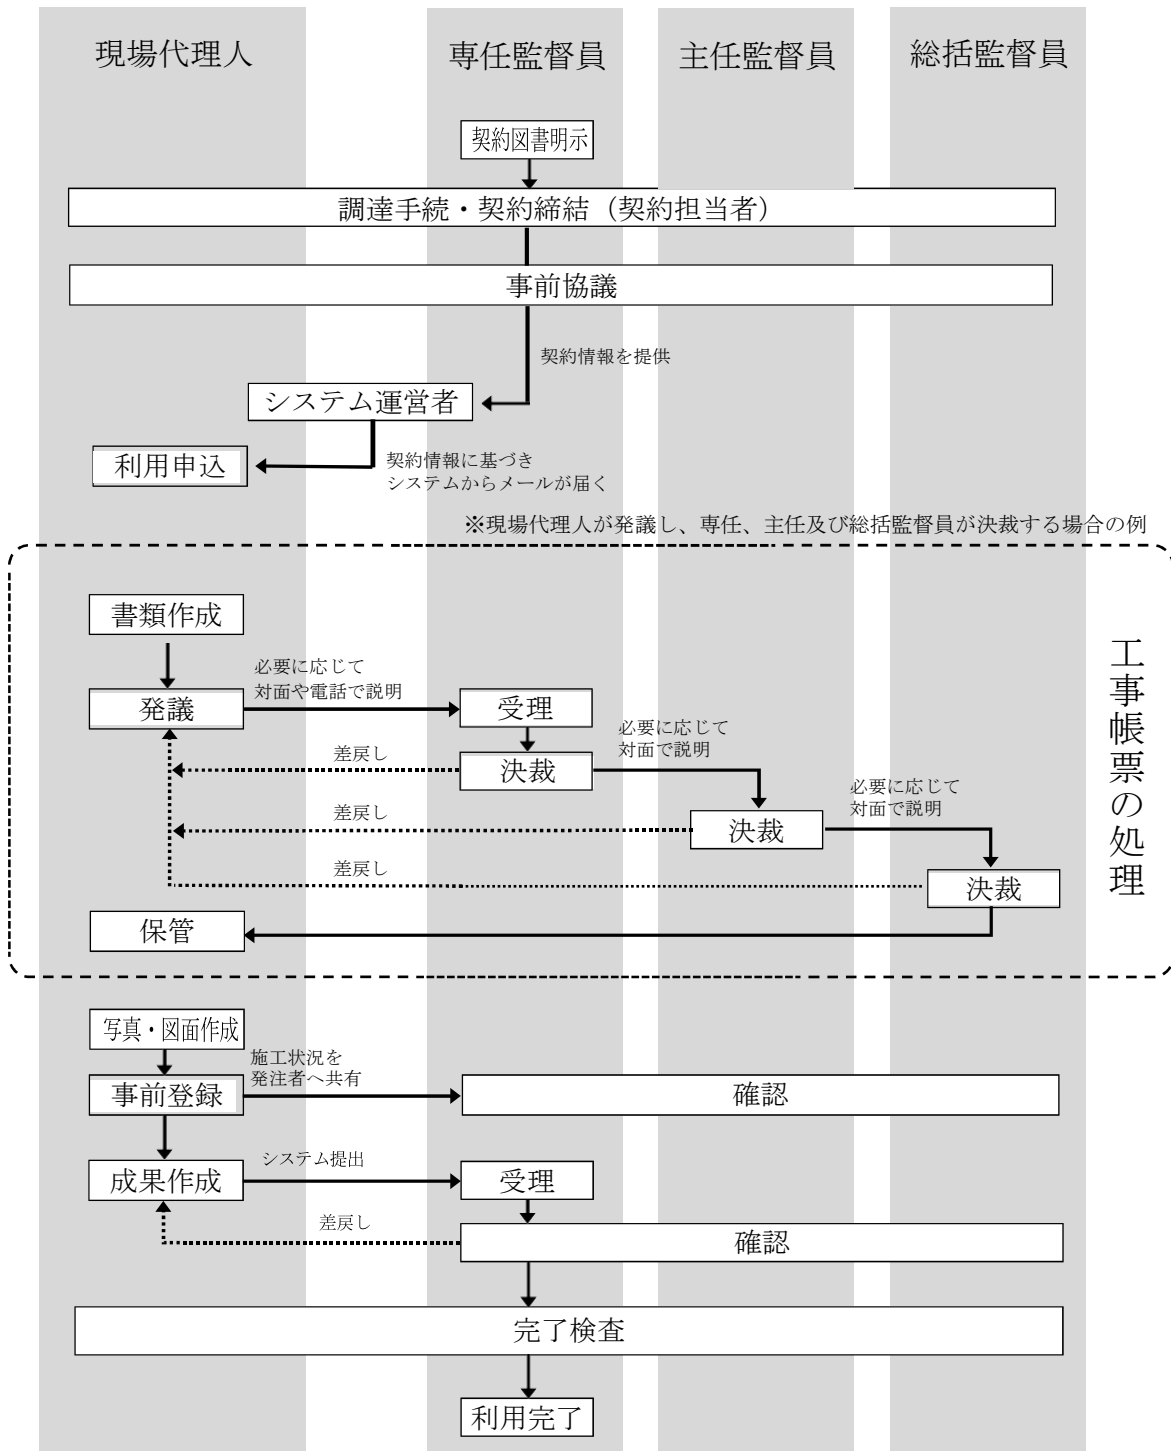 現場代理人
専任監督員
主任監督員
総括監督員
契約図書明示
調達手続・契約締結（契約担当者）
事前協議
契約情報を提供
システム運営者
利用申込
契約情報に基づき
システムからメールが届く
※現場代理人が発議し、専任、主任及び総括監督員が決裁する場合の例
工事帳票の処理
書類作成
必要に応じて
対面や電話で説明
発議
受理
必要に応じて
対面で説明
差戻し
決裁
必要に応じて
対面で説明
差戻し
決裁
差戻し
決裁
保管
写真・図面作成
施工状況を
発注者へ共有
事前登録
確認
システム提出
成果作成
受理
差戻し
確認
完了検査
利用完了